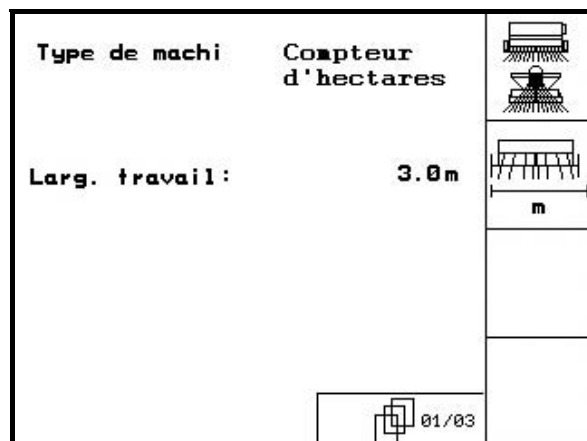 Type de machi Compteur
d'hectares
Larg. travail: 3.0m
m
01/03